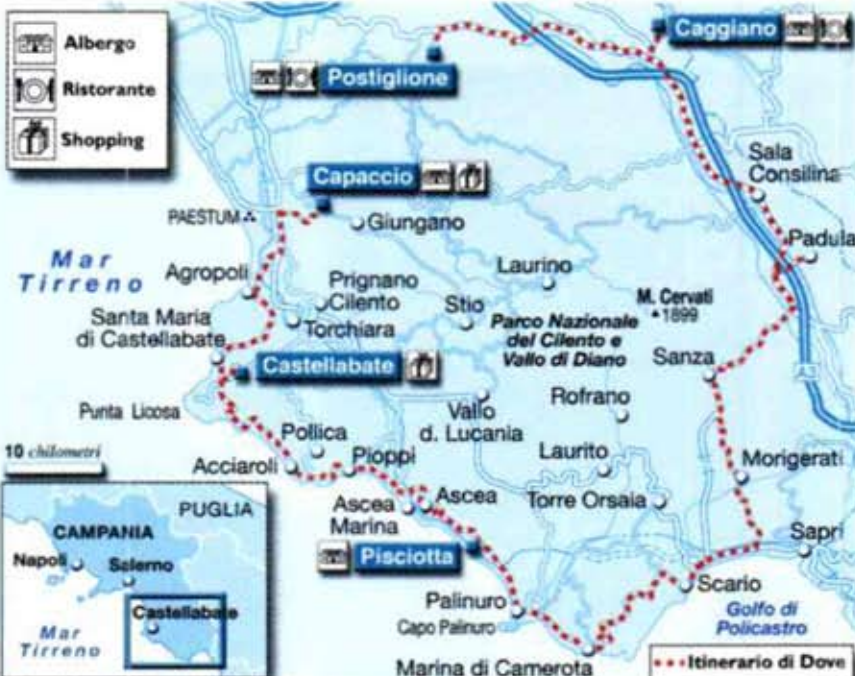 Albergo
Ristorante
Shopping
Caggiano
Postiglione
Capaccio
Sala
Consilina
PAESTUM
Giungano
Padula
Mar
Tirreno
Agropoli
Prignano
Cilento
Laurino
M. Cervati
1899
Santa Maria
di Castellabate
Torchiara
Stio
Parco Nazionale
del Cilento e
Vallo di Diano
Castellabate
Sanza
Punta Licosa
Vallo
d. Lucania
Rofrano
Pollica
Pioppi
Laurito
Morigerati
10 chilometri
Acciaroli
Ascea
Marina
Ascea
Torre Orsaia
PUGLIA
CAMPANIA
Napoli
Salerno
Castellabate
Mar
Tirreno
Pisciotta
Sapri
Scario
Palinuro
Capo Palinuro
Golfo di
Policastro
Marina di Camerota
Itinerario di Dove